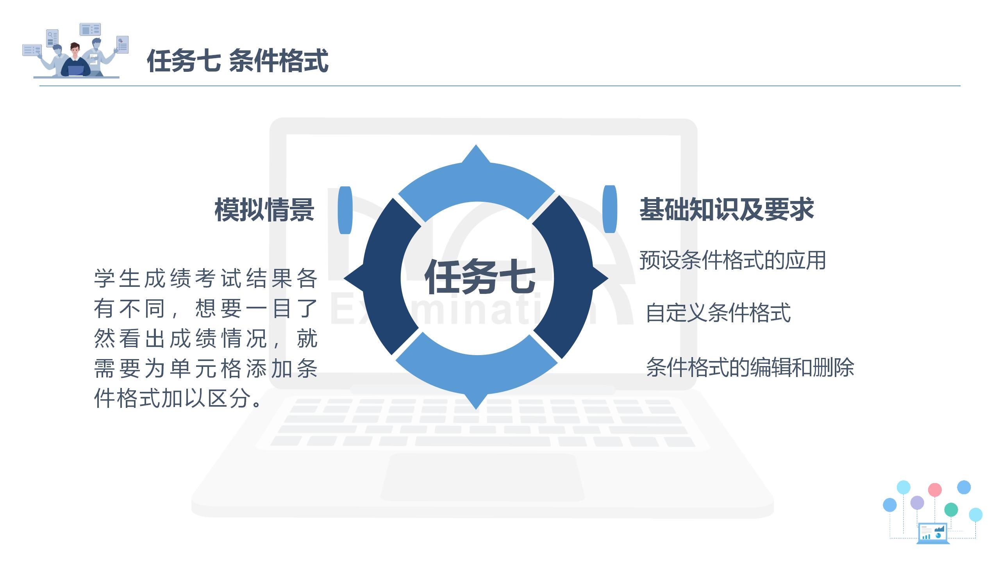 任务七 条件格式
模拟情景
学生成绩考试结果各
有不同，想要一目了
然看出成绩情况，就
需要为单元格添加条
件格式加以区分。
任务七
基础知识及要求
预设条件格式的应用
自定义条件格式
条件格式的编辑和删除